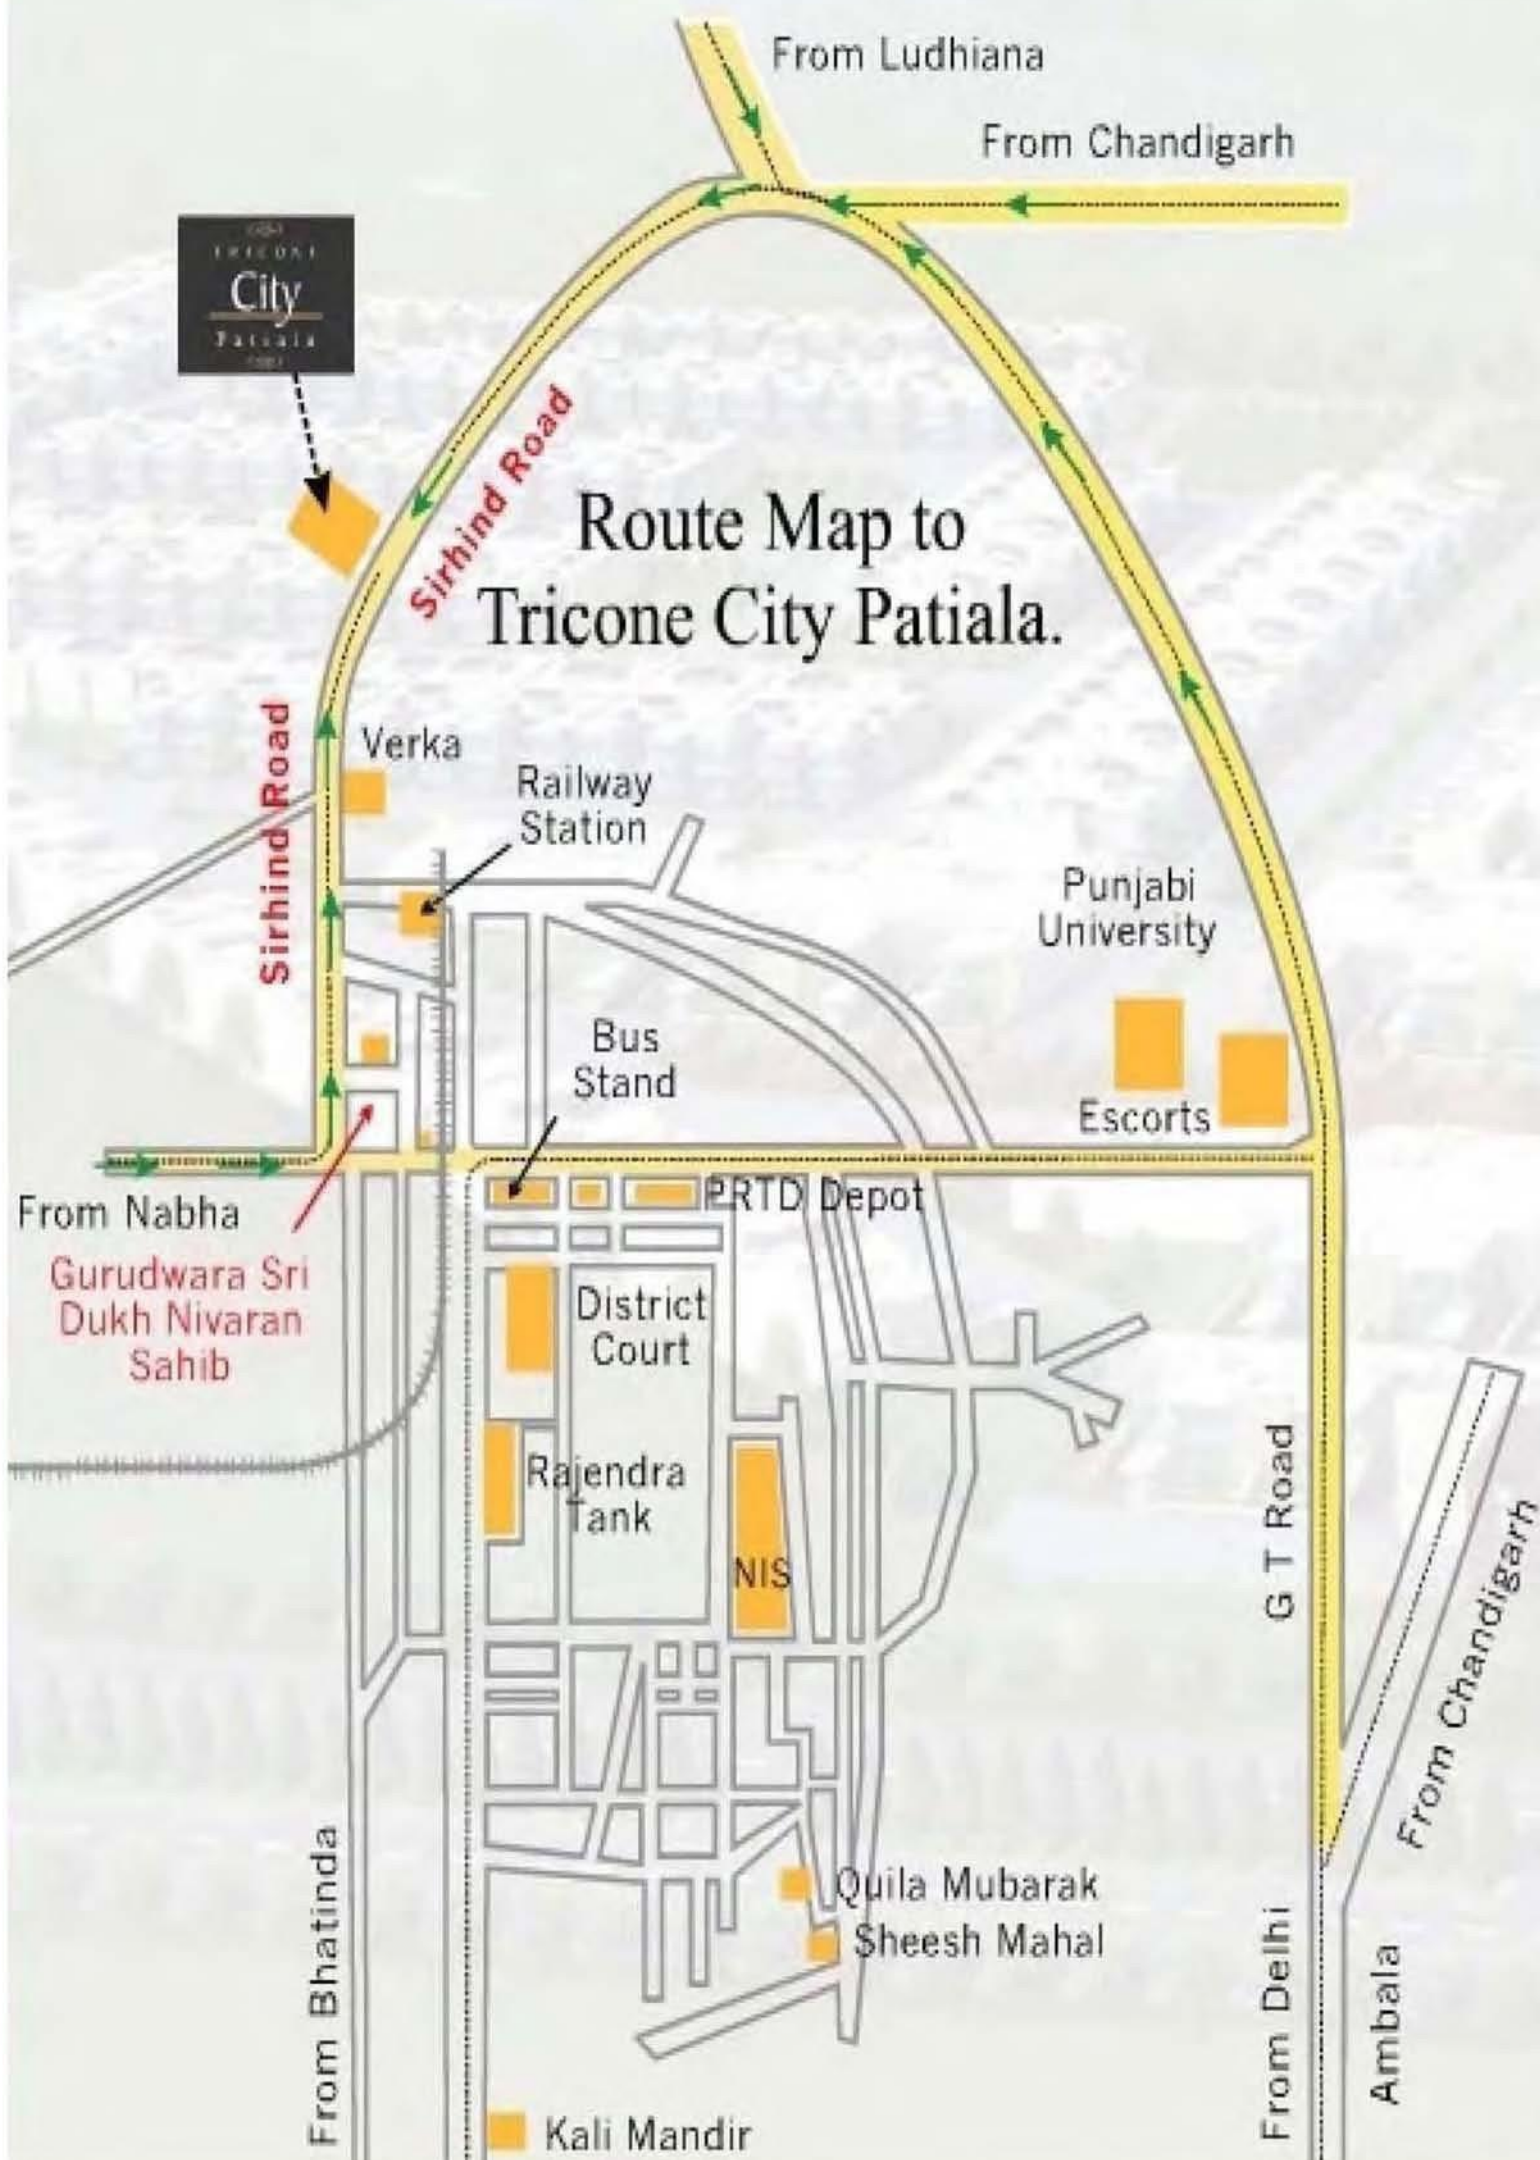 From Ludhiana
From Chandigarh
TRICONE
City
Patiala
Sirhind Road
Route Map to
Tricone City Patiala.
Sirhind Road
Verka
Railway
Station
Punjabi
University
Bus
Stand
Escorts
From Nabha
PRTD Depot
Gurudwara Sri
Dukh Nivaran
Sahib
District
Court
Rajendra
Tank
NIS
G T Road
From Chandigarh
From Bhatinda
Quila Mubarak
Sheesh Mahal
From Delhi
Ambala
Kali Mandir